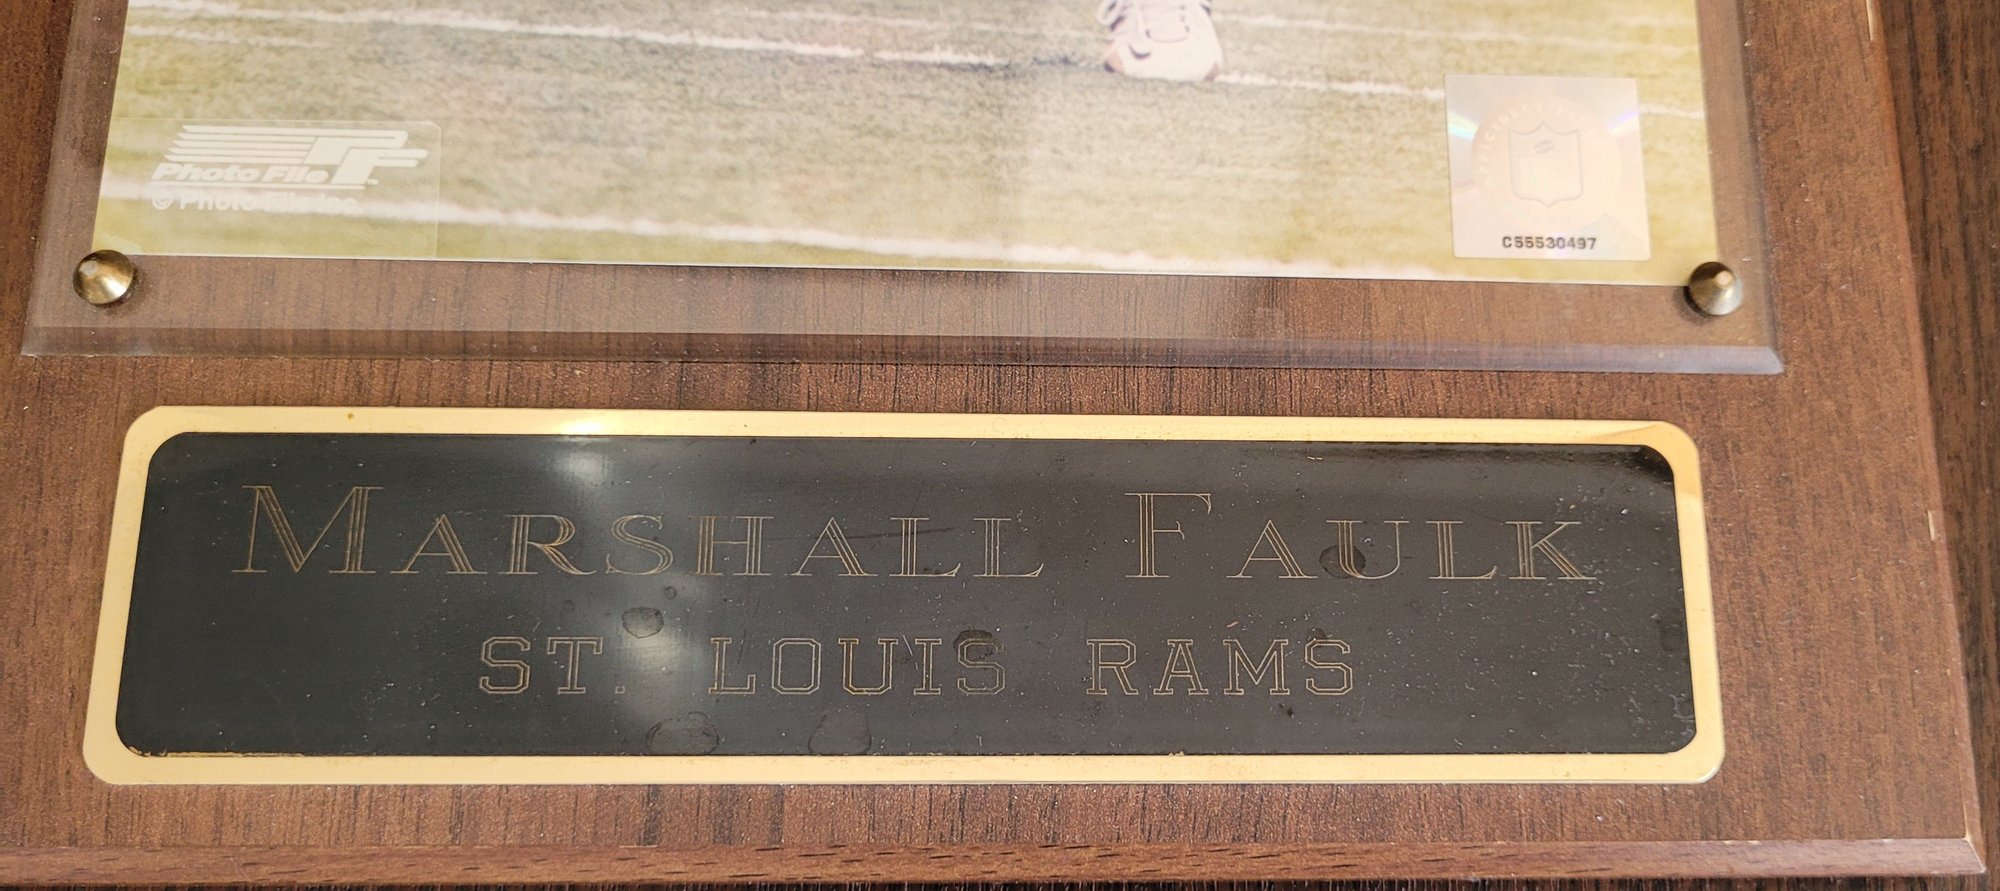 Photo File
© Photo File Inc.
C55530497
MARSHALL FAULK
ST. LOUIS RAMS